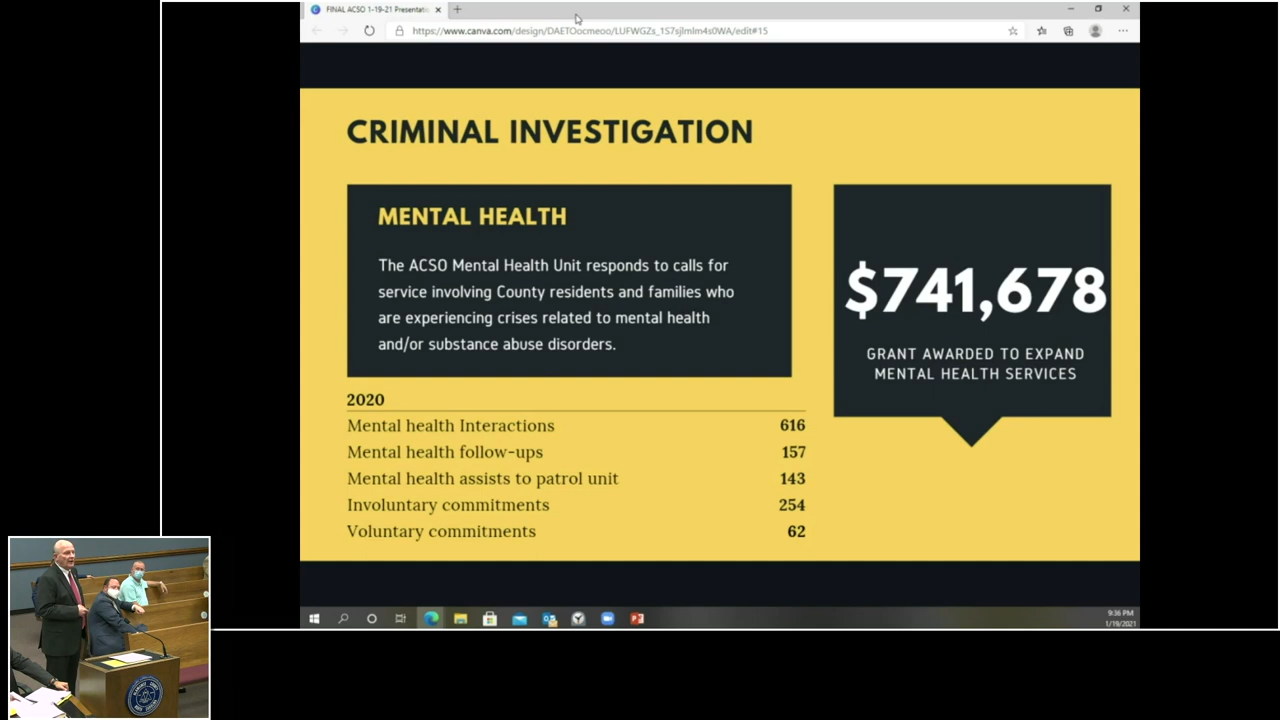 FINAL ACSO 1-19-21 Presentatio
https://www.canva.com/design/DAETOocmeoo/LUFWGZs_1S7sjlmlm4s0WA/edit#15
CRIMINAL INVESTIGATION
MENTAL HEALTH
The ACSO Mental Health Unit responds to calls for
service involving County residents and families who
are experiencing crises related to mental health
and/or substance abuse disorders.
$741,678
GRANT AWARDED TO EXPAND
MENTAL HEALTH SERVICES
2020
Mental health Interactions 616
Mental health follow-ups 157
Mental health assists to patrol unit 143
Involuntary commitments 254
Voluntary commitments 62
9:36 PM
1/19/2021